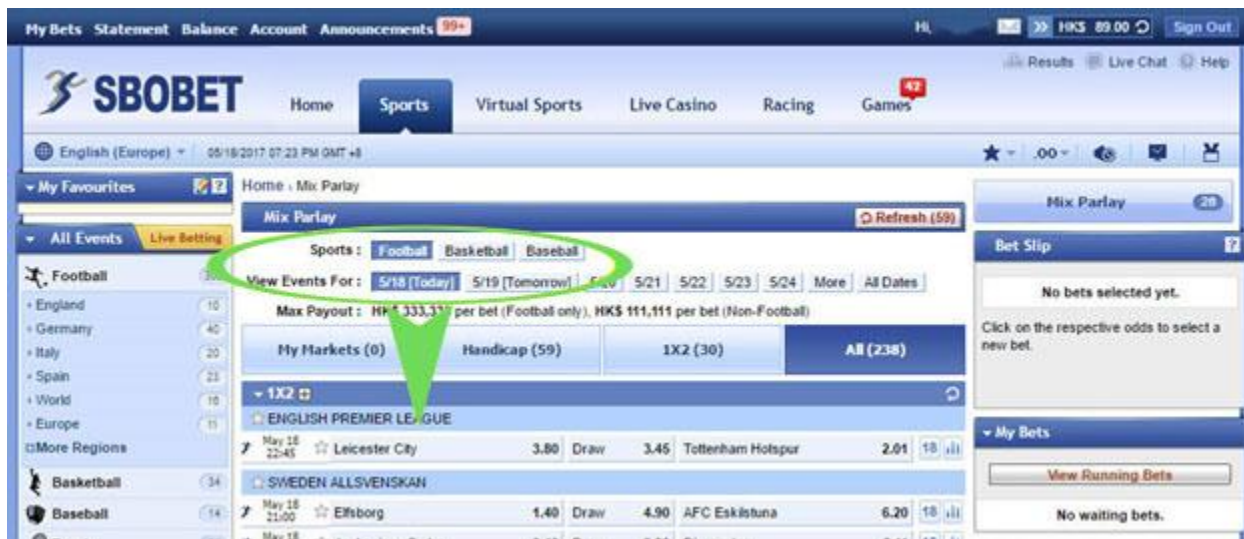 My Bets Statement Balance Account Announcements 99+ Hi, HK$ 89.00 Sign Out
Results Live Chat Help
SBOBET Home Sports Virtual Sports Live Casino Racing Games 42
English (Europe) 05/18/2017 07:23 PM GMT +8 .00
My Favourites Home Mix Parlay
Mix Parlay Refresh (59) Mix Parlay
All Events Live Betting
Sports : Football Basketball Baseball Bet Slip
Football
View Events For : 5/18 [Today] 5/19 [Tomorrow] 5/20 5/21 5/22 5/23 5/24 More All Dates No bets selected yet.
England 10 Max Payout : HK$ 333,333 per bet (Football only), HK$ 111,111 per bet (Non-Football)
Germany 40 Click on the respective odds to select a
new bet.
Italy 20 My Markets (0) Handicap (59) 1X2 (30) All (238)
Spain
World 1X2
Europe 11 ENGLISH PREMIER LEAGUE
More Regions May 18 22:45 Leicester City 3.80 Draw 3.45 Tottenham Hotspur 2.01 18 My Bets
Basketball 34 SWEDEN ALLSVENSKAN View Running Bets
Baseball 14 May 18 21:00 Elfsborg 1.40 Draw 4.90 AFC Eskilstuna 6.20 18 No waiting bets.
May 18